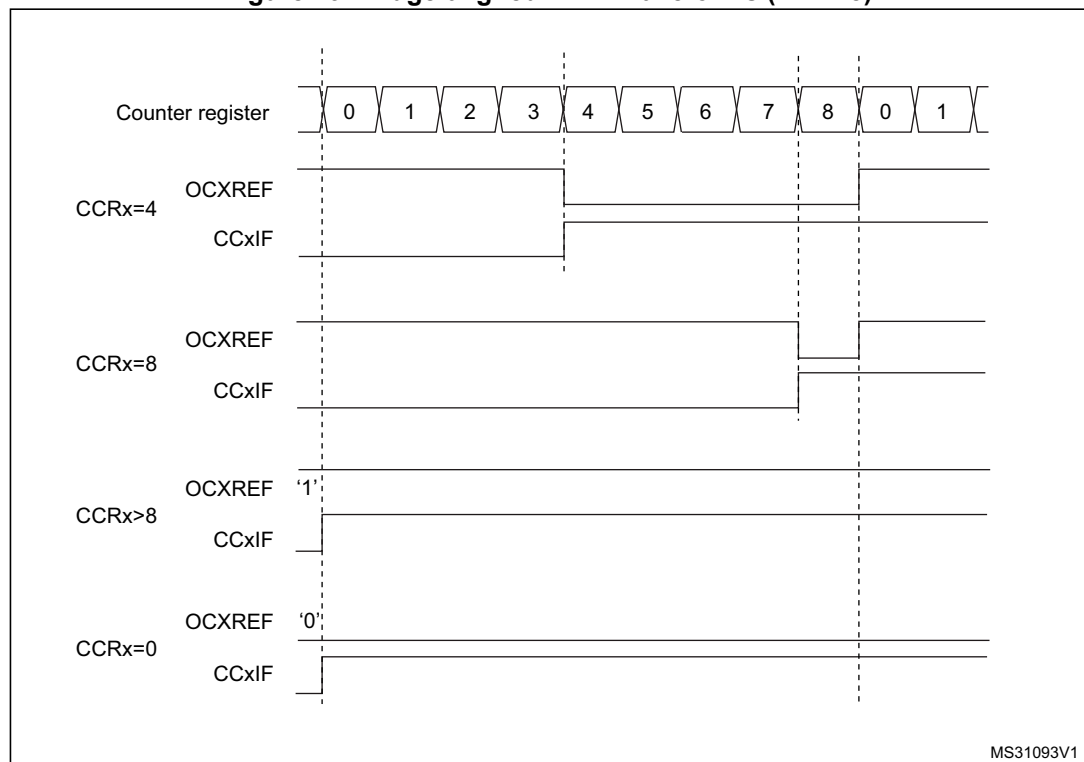 Counter register 0 1 2 3 4 5 6 7 8 0 1
OCXREF
CCRx=4
CCxIF
OCXREF
CCRx=8
CCxIF
OCXREF ‘1’
CCRx>8
CCxIF
OCXREF ‘0’
CCRx=0
CCxIF
MS31093V1